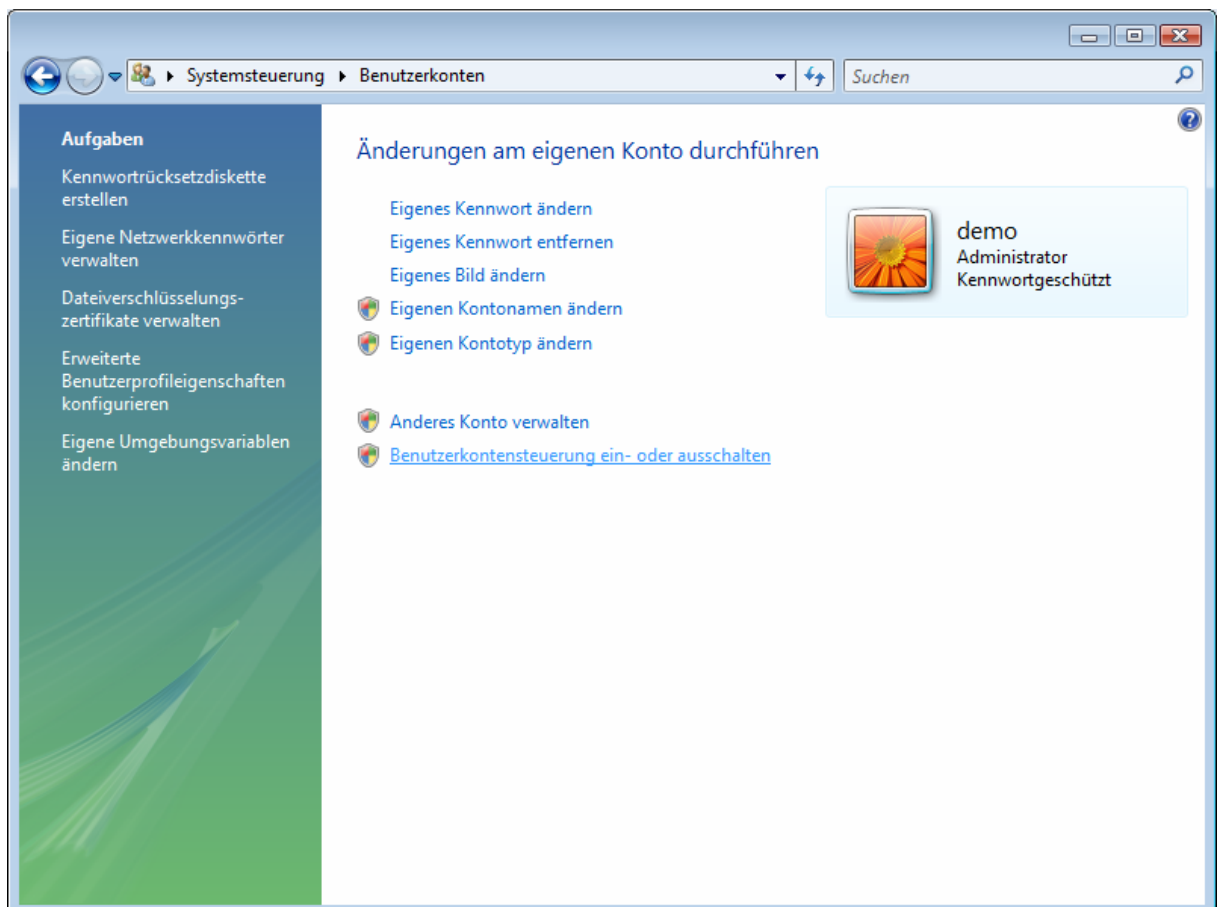 Systemsteuerung Benutzerkonten Suchen
Aufgaben
Kennwortrücksetzdiskette
erstellen
Eigene Netzwerkkennwörter
verwalten
Dateiverschlüsselungs-
zertifikate verwalten
Erweiterte
Benutzerprofileigenschaften
konfigurieren
Eigene Umgebungsvariablen
ändern
Änderungen am eigenen Konto durchführen
Eigenes Kennwort ändern
Eigenes Kennwort entfernen
Eigenes Bild ändern
Eigenen Kontonamen ändern
Eigenen Kontotyp ändern
Anderes Konto verwalten
Benutzerkontensteuerung ein- oder ausschalten
demo
Administrator
Kennwortgeschützt